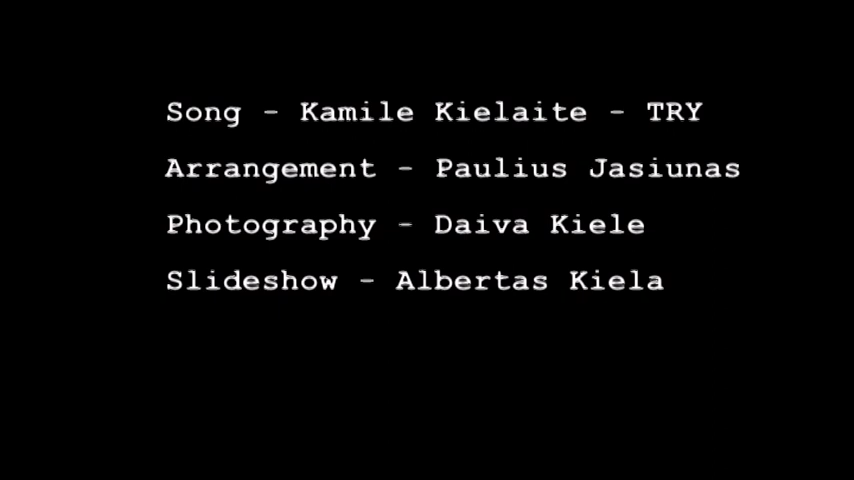 Song - Kamile Kielaite - TRY
Arrangement - Paulius Jasiunas
Photography - Daiva Kiele
Slideshow - Albertas Kiela